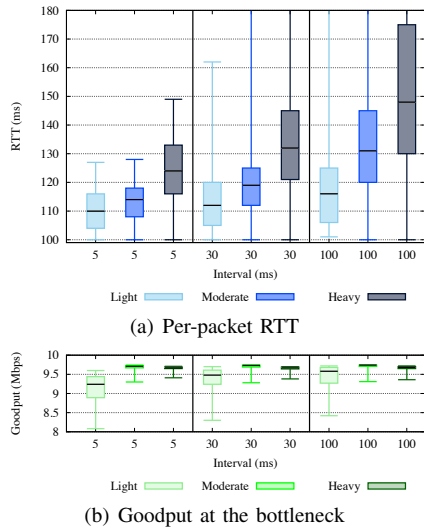 180
170
160
150
140
130
120
110
100
RTT (ms)
5 5 5 30 30 30 100 100 100
Interval (ms)
Light Moderate Heavy
(a) Per-packet RTT
10
9.5
9
8.5
8
Goodput (Mbps)
5 5 5 30 30 30 100 100 100
Interval (ms)
Light Moderate Heavy
(b) Goodput at the bottleneck